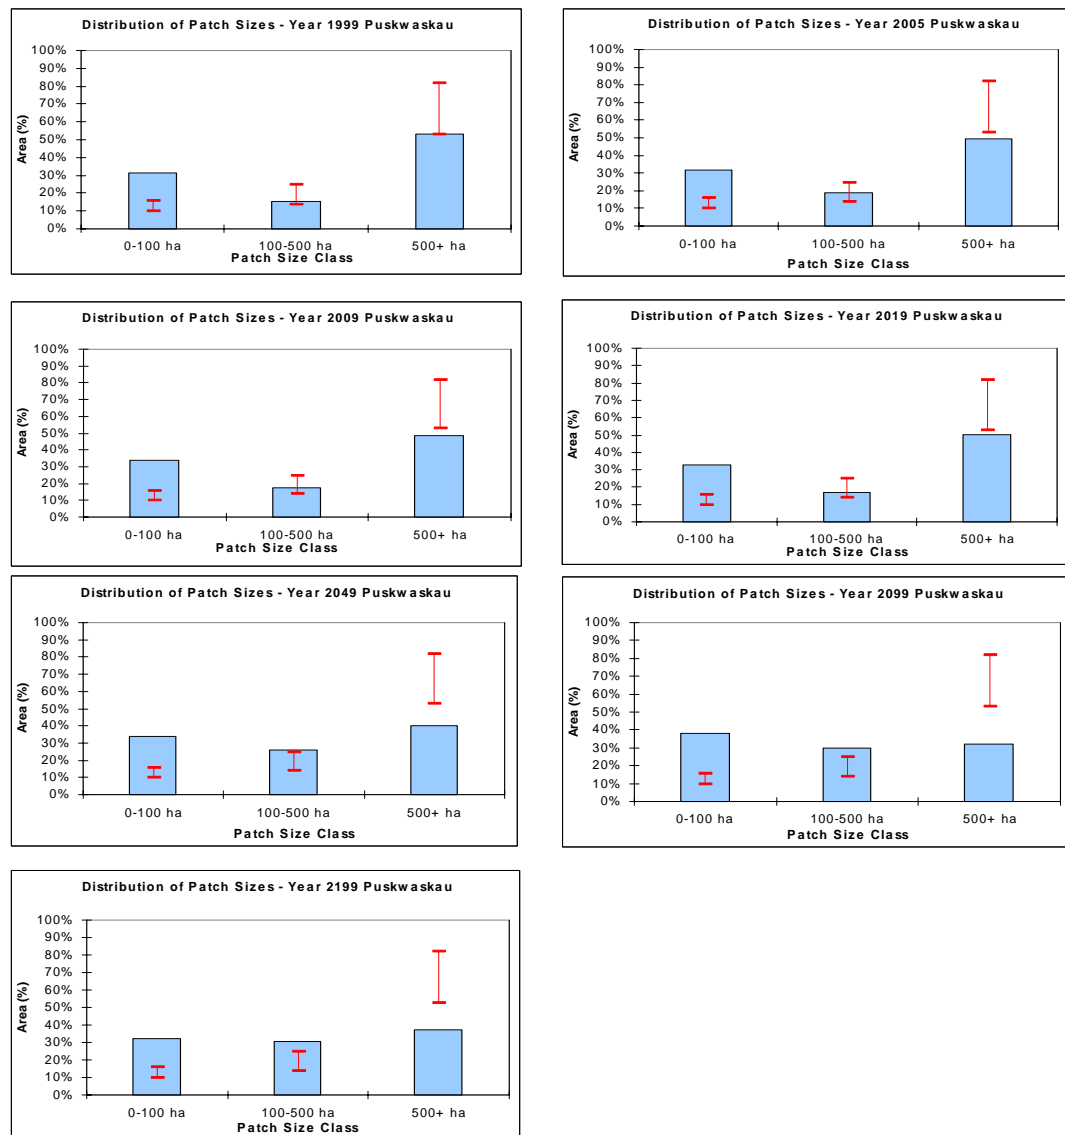 Distribution of Patch Sizes - Year 1999 Puskwaskau
100%
90%
80%
70%
60%
50%
40%
30%
20%
10%
0%
Area (%)
0-100 ha 100-500 ha 500+ ha
Patch Size Class
Distribution of Patch Sizes - Year 2005 Puskwaskau
100%
90%
80%
70%
60%
50%
40%
30%
20%
10%
0%
Area (%)
0-100 ha 100-500 ha 500+ ha
Patch Size Class
Distribution of Patch Sizes - Year 2009 Puskwaskau
100%
90%
80%
70%
60%
50%
40%
30%
20%
10%
0%
Area (%)
0-100 ha 100-500 ha 500+ ha
Patch Size Class
Distribution of Patch Sizes - Year 2019 Puskwaskau
100%
90%
80%
70%
60%
50%
40%
30%
20%
10%
0%
Area (%)
0-100 ha 100-500 ha 500+ ha
Patch Size Class
Distribution of Patch Sizes - Year 2049 Puskwaskau
100%
90%
80%
70%
60%
50%
40%
30%
20%
10%
0%
Area (%)
0-100 ha 100-500 ha 500+ ha
Patch Size Class
Distribution of Patch Sizes - Year 2099 Puskwaskau
100%
90%
80%
70%
60%
50%
40%
30%
20%
10%
0%
Area (%)
0-100 ha 100-500 ha 500+ ha
Patch Size Class
Distribution of Patch Sizes - Year 2199 Puskwaskau
100%
90%
80%
70%
60%
50%
40%
30%
20%
10%
0%
Area (%)
0-100 ha 100-500 ha 500+ ha
Patch Size Class